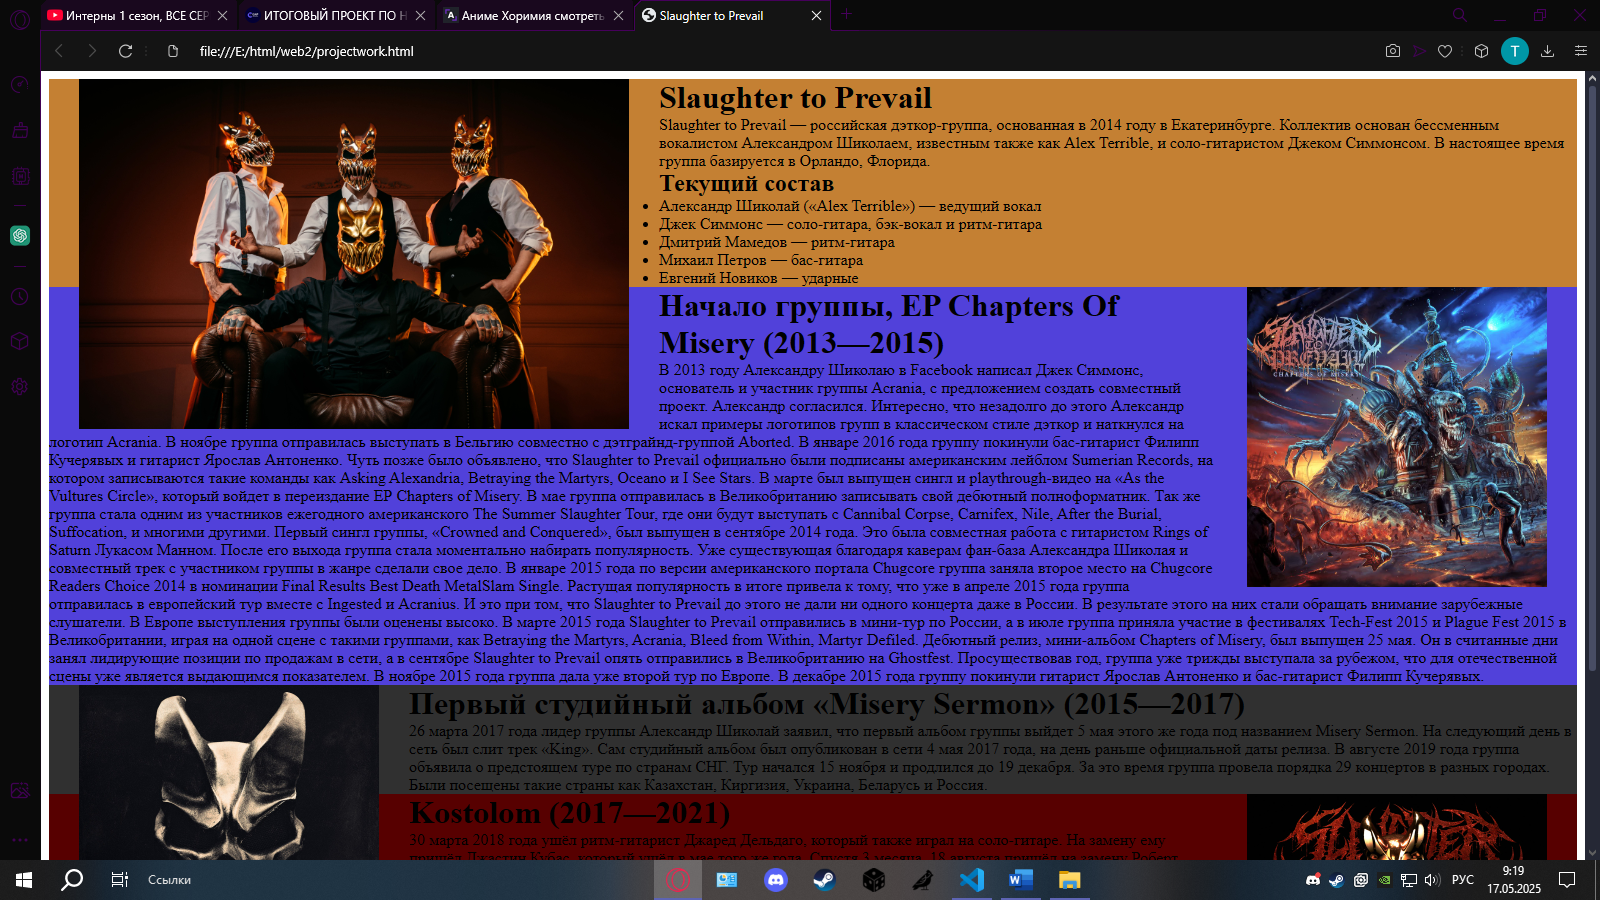 Интерны 1 сезон, ВСЕ СЕР
ИТОГОВЫЙ ПРОЕКТ ПО Н
Аниме Хоримия смотреть
Slaughter to Prevail
file:///E:/html/web2/projectwork.html
T
Slaughter to Prevail
Slaughter to Prevail — российская дэткор-группа, основанная в 2014 году в Екатеринбурге. Коллектив основан бессменным
вокалистом Александром Шиколаем, известным также как Alex Terrible, и соло-гитаристом Джеком Симмонсом. В настоящее время
группа базируется в Орландо, Флорида.
Текущий состав
Александр Шиколай («Alex Terrible») — ведущий вокал
Джек Симмонс — соло-гитара, бэк-вокал и ритм-гитара
Дмитрий Мамедов — ритм-гитара
Михаил Петров — бас-гитара
Евгений Новиков — ударные
Начало группы, EP Chapters Of
Misery (2013—2015)
В 2013 году Александру Шиколаю в Facebook написал Джек Симмонс,
основатель и участник группы Acrania, с предложением создать совместный
проект. Александр согласился. Интересно, что незадолго до этого Александр
искал примеры логотипов групп в классическом стиле дэткор и наткнулся на
логотип Acrania. В ноябре группа отправилась выступать в Бельгию совместно с дэтграйнд-группой Aborted. В январе 2016 года группу покинули бас-гитарист Филипп
Кучерявых и гитарист Ярослав Антоненко. Чуть позже было объявлено, что Slaughter to Prevail официально были подписаны американским лейблом Sumerian Records, на
котором записываются такие команды как Asking Alexandria, Betraying the Martyrs, Oceano и I See Stars. В марте был выпущен сингл и playthrough-видео на «As the
Vultures Circle», который войдет в переиздание EP Chapters of Misery. В мае группа отправилась в Великобританию записывать свой дебютный полноформатник. Так же
группа стала одним из участников ежегодного американского The Summer Slaughter Tour, где они будут выступать с Cannibal Corpse, Carnifex, Nile, After the Burial,
Suffocation, и многими другими. Первый сингл группы, «Crowned and Conquered», был выпущен в сентябре 2014 года. Это была совместная работа с гитаристом Rings of
Saturn Лукасом Манном. После его выхода группа стала моментально набирать популярность. Уже существующая благодаря каверам фан-база Александра Шиколая и
совместный трек с участником группы в жанре сделали свое дело. В январе 2015 года по версии американского портала Chugcore группа заняла второе место на Chugcore
Readers Choice 2014 в номинации Final Results Best Death MetalSlam Single. Растущая популярность в итоге привела к тому, что уже в апреле 2015 года группа
отправилась в европейский тур вместе с Ingested и Acranius. И это при том, что Slaughter to Prevail до этого не дали ни одного концерта даже в России. В результате этого на них стали обращать внимание зарубежные
слушатели. В Европе выступления группы были оценены высоко. В марте 2015 года Slaughter to Prevail отправились в мини-тур по России, а в июле группа приняла участие в фестивалях Tech-Fest 2015 и Plague Fest 2015 в
Великобритании, играя на одной сцене с такими группами, как Betraying the Martyrs, Acrania, Bleed from Within, Martyr Defiled. Дебютный релиз, мини-альбом Chapters of Misery, был выпущен 25 мая. Он в считанные дни
занял лидирующие позиции по продажам в сети, а в сентябре Slaughter to Prevail опять отправились в Великобританию на Ghostfest. Просуществовав год, группа уже трижды выступала за рубежом, что для отечественной
сцены уже является выдающимся показателем. В ноябре 2015 года группа дала уже второй тур по Европе. В декабре 2015 года группу покинули гитарист Ярослав Антоненко и бас-гитарист Филипп Кучерявых.
SLAUGHTER
TO
PREVAIL
CHAPTERS OF MISERY
Первый студийный альбом «Misery Sermon» (2015—2017)
26 марта 2017 года лидер группы Александр Шиколай заявил, что первый альбом группы выйдет 5 мая этого же года под названием Misery Sermon. На следующий день в
сеть был слит трек «King». Сам студийный альбом был опубликован в сети 4 мая 2017 года, на день раньше официальной даты релиза. В августе 2019 года группа
объявила о предстоящем туре по странам СНГ. Тур начался 15 ноября и продлился до 19 декабря. За это время группа провела порядка 29 концертов в разных городах.
Были посещены такие страны как Казахстан, Киргизия, Украина, Беларусь и Россия.
Kostolom (2017—2021)
30 марта 2018 года ушёл ритм-гитарист Джаред Дельгадо, который также играл на соло-гитаре. На замену ему
пришёл Джастин Кубас, который ушёл в мае того же года. Спустя 3 месяца, 18 августа пришёл на замену Роберт
Ссылки
РУС
9:19
17.05.2025